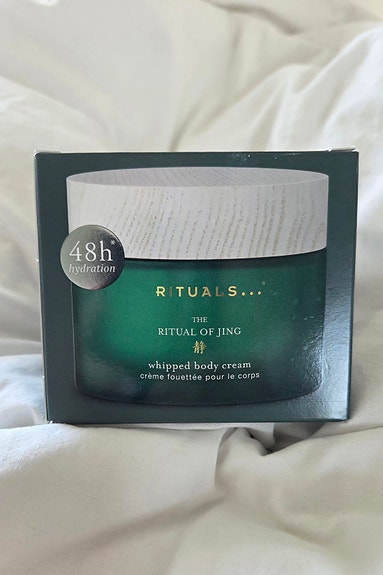 48h*
hydration
RITUALS...®
THE
RITUAL OF JING
静
whipped body cream
crème fouettée pour le corps